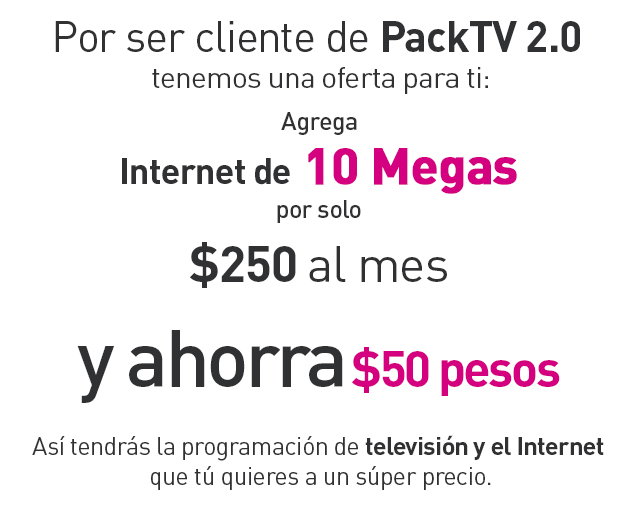 Por ser cliente de PackTV 2.0
tenemos una oferta para ti:
Agrega
Internet de 10 Megas
por solo
$250 al mes
y ahorra $50 pesos
Así tendrás la programación de televisión y el Internet
que tú quieres a un súper precio.